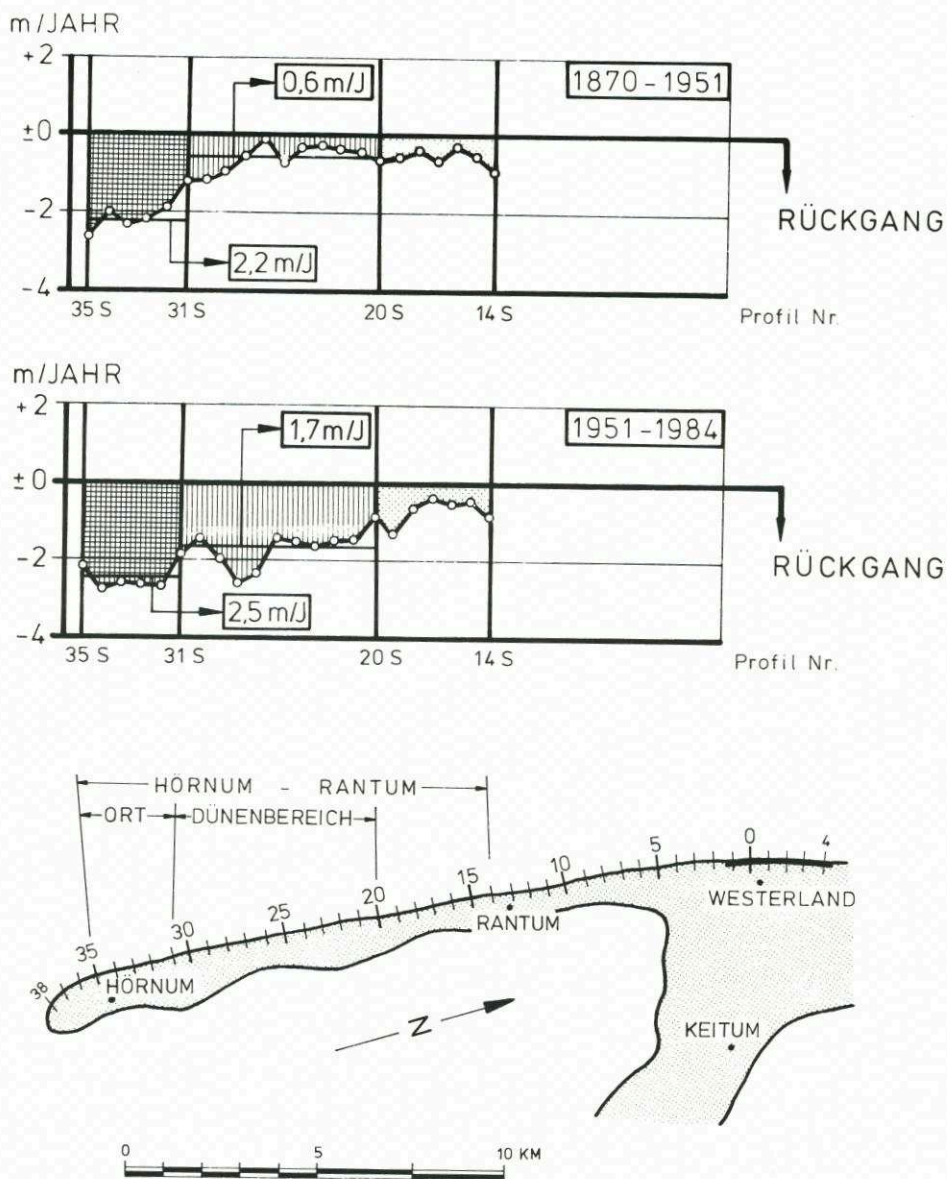 m/JAHR
+2
0,6 m/J
1870-1951
±0
-2
RÜCKGANG
2,2 m/J
-4
35 S 31 S 20 S 14 S Profil Nr.
m/JAHR
+2
1,7 m/J
1951-1984
±0
-2
RÜCKGANG
2,5 m/J
-4
35 S 31 S 20 S 14 S Profil Nr.
HÖRNUM - RANTUM
ORT DÜNENBEREICH
38 35 30 25 20 15 10 5 0 4
WESTERLAND
RANTUM
HÖRNUM
N
KEITUM
0 5 10 KM